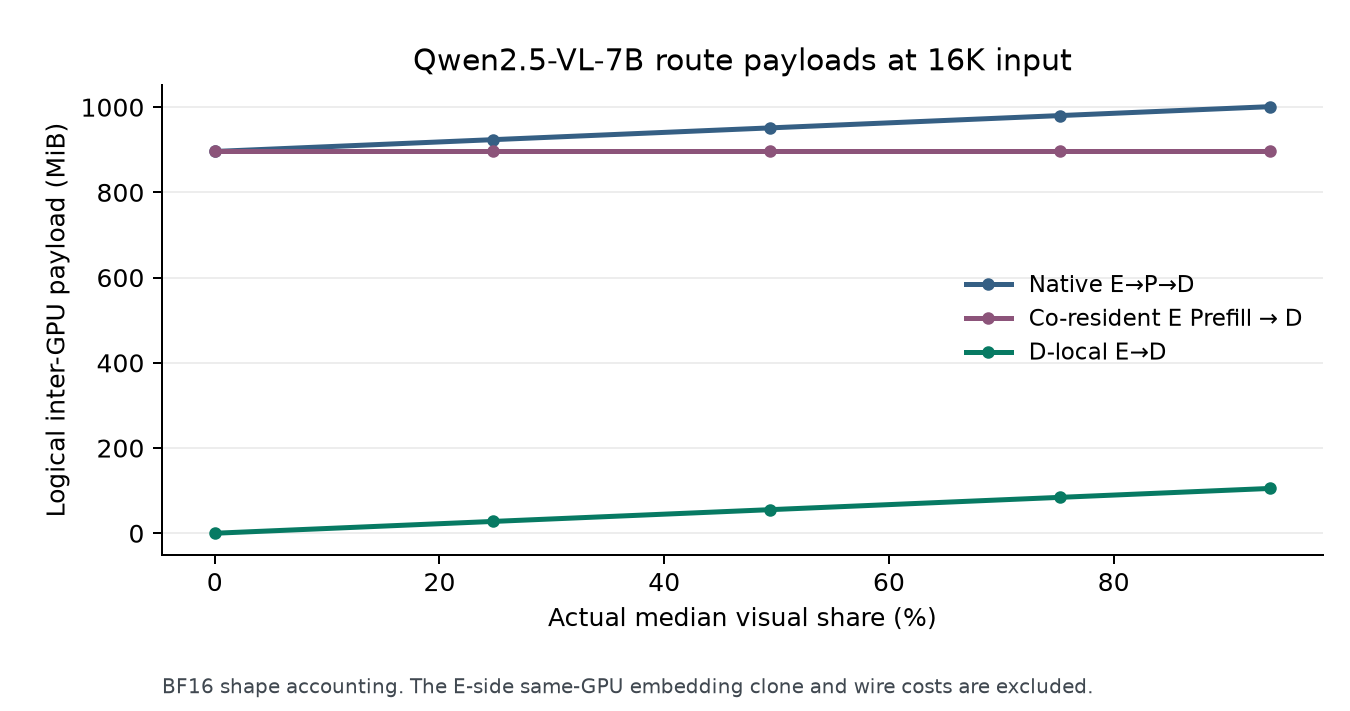 Qwen2.5-VL-7B route payloads at 16K input
Logical inter-GPU payload (MiB)
1000
800
600
400
200
0
Native E→P→D
Co-resident E Prefill → D
D-local E→D
0 20 40 60 80
Actual median visual share (%)
BF16 shape accounting. The E-side same-GPU embedding clone and wire costs are excluded.